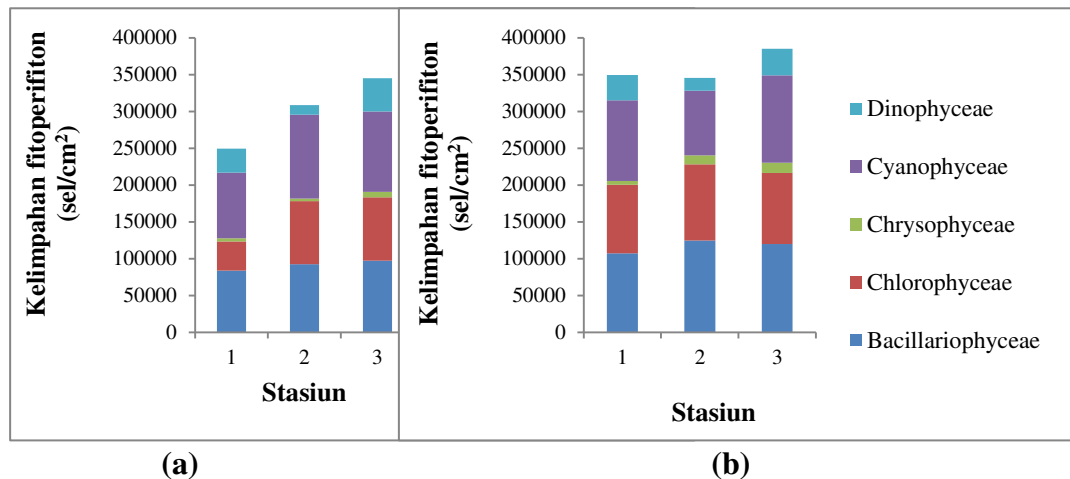 Kelimpahan fitoperifiton
(sel/cm²)
400000
350000
300000
250000
200000
150000
100000
50000
0
1 2 3
Stasiun
(a)
Kelimpahan fitoperifiton
(sel/cm²)
400000
350000
300000
250000
200000
150000
100000
50000
0
1 2 3
Stasiun
Dinophyceae
Cyanophyceae
Chrysophyceae
Chlorophyceae
Bacillariophyceae
(b)